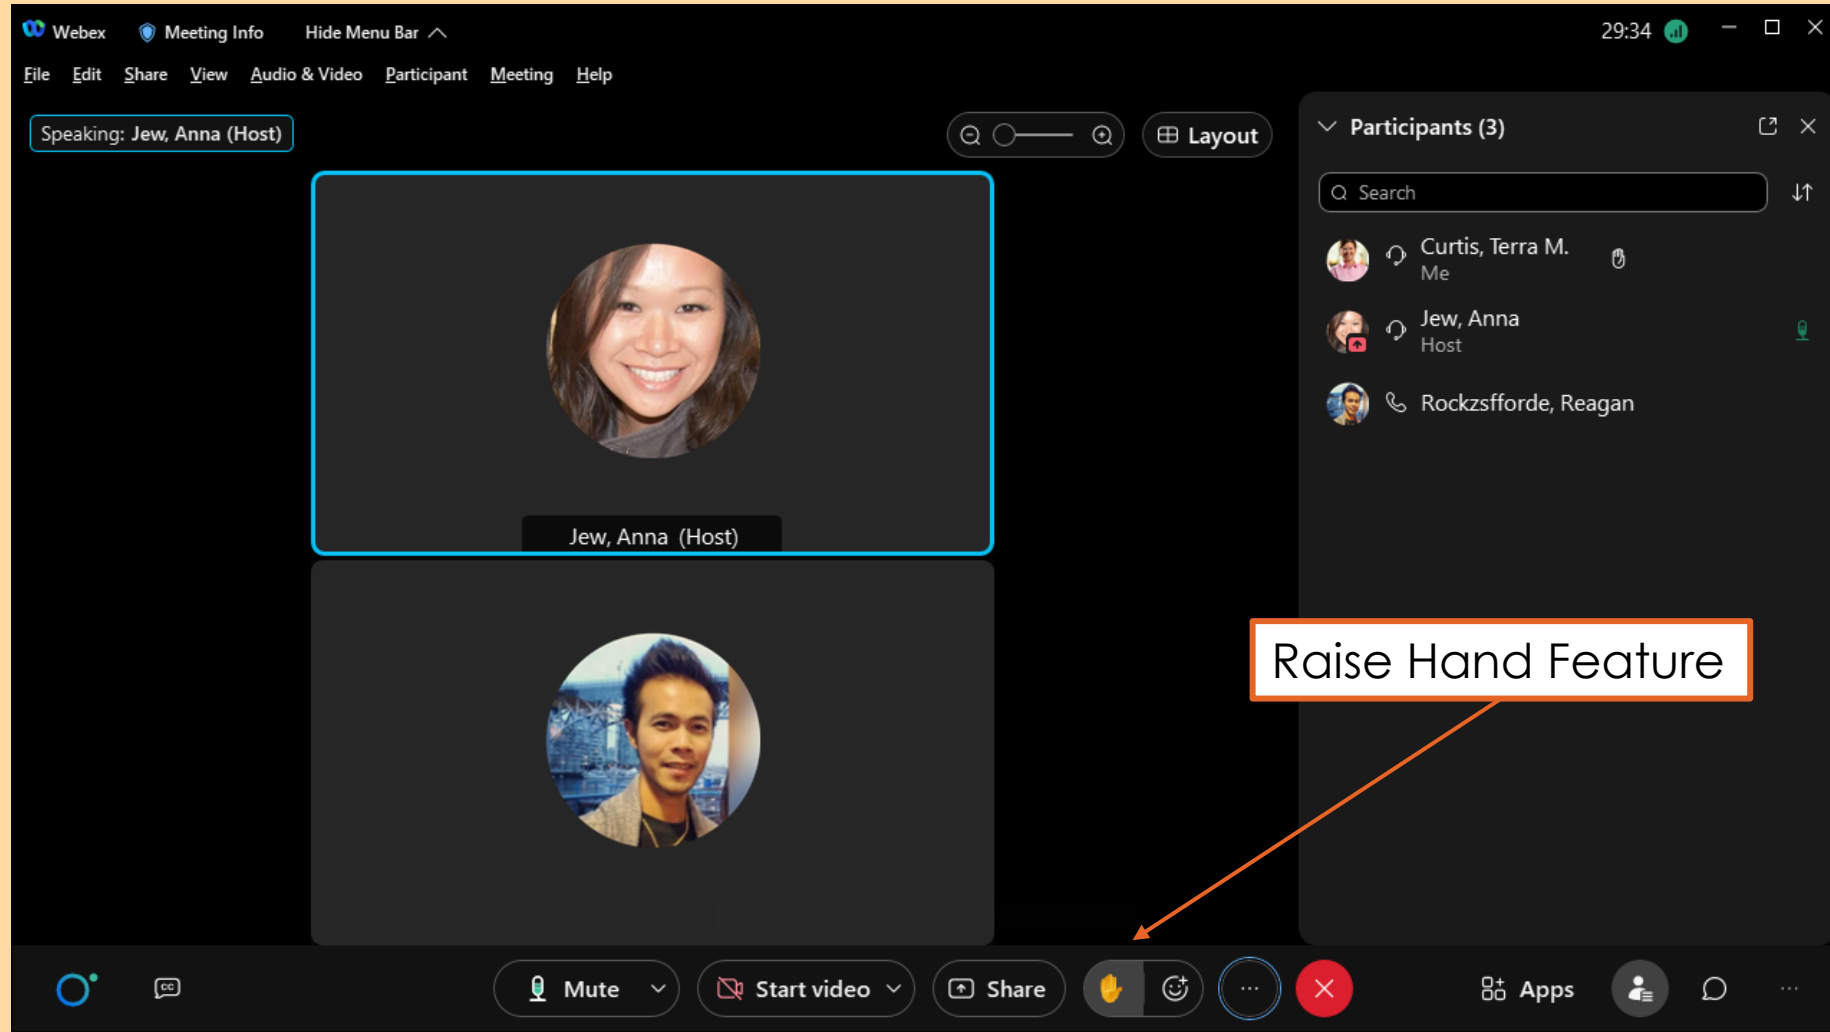 Webex Meeting Info Hide Menu Bar 29:34
File Edit Share View Audio & Video Participant Meeting Help
Speaking: Jew, Anna (Host)
Layout
Jew, Anna (Host)
Participants (3)
Search
Curtis, Terra M.
Me
Jew, Anna
Host
Rockzsfforde, Reagan
Raise Hand Feature
CC Mute Start video Share Apps